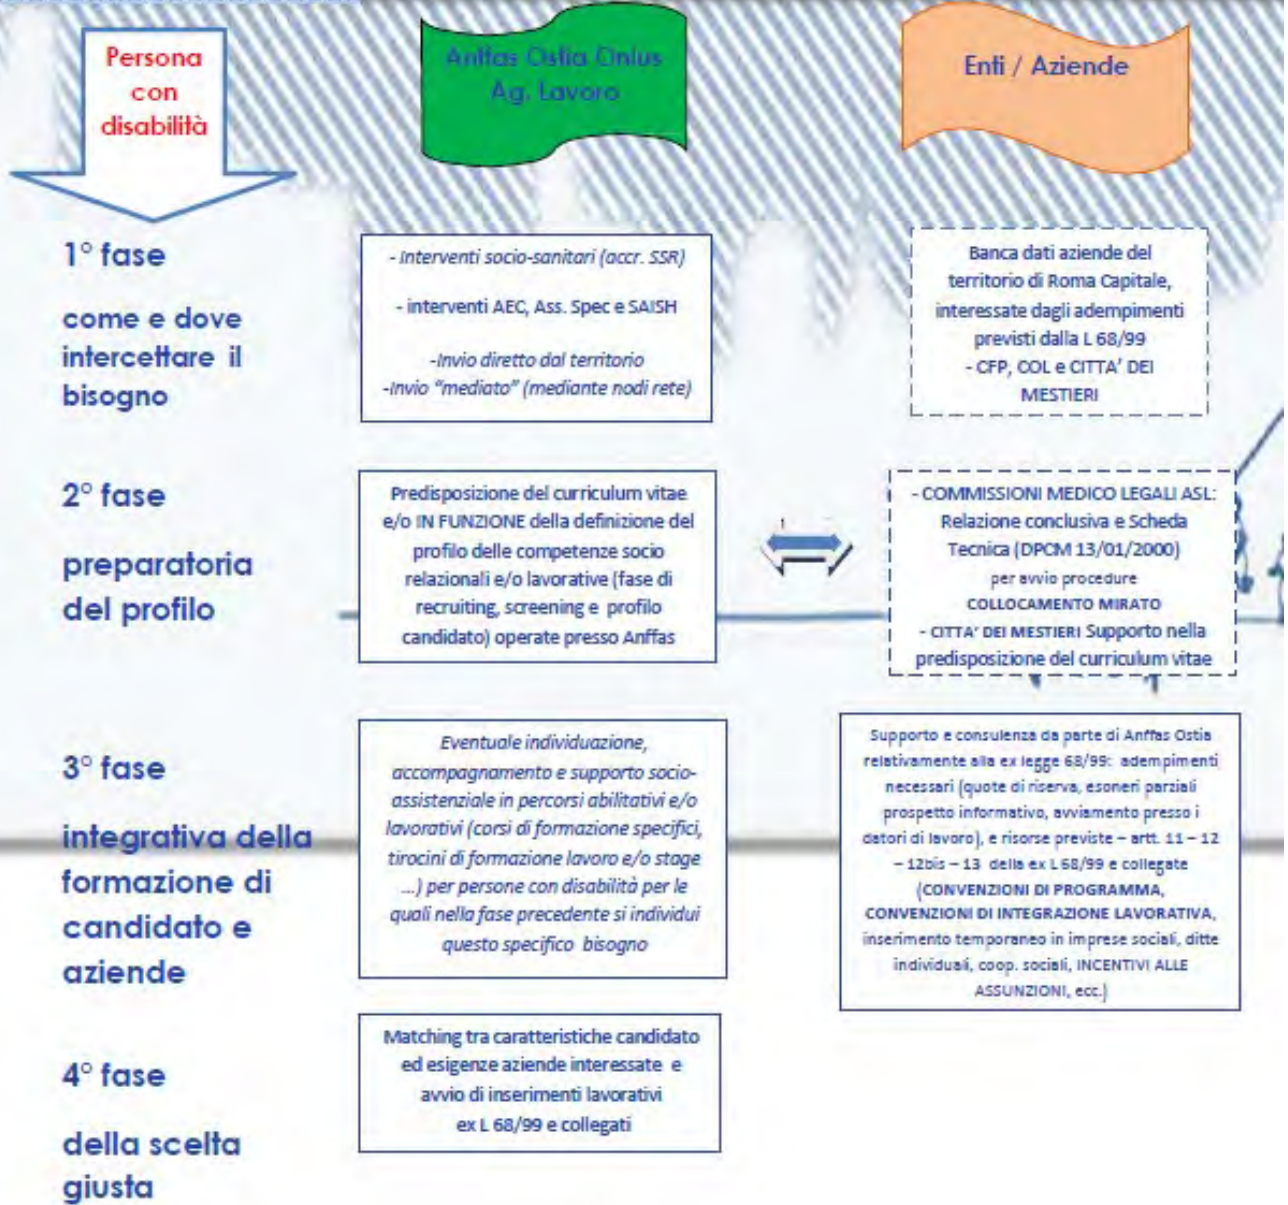 Persona
con
disabilità
Anffas Ostia Onlus
Ag. Lavoro
Enti / Aziende
1° fase
come e dove
intercettare il
bisogno
- Interventi socio-sanitari (accr. SSR)
- interventi AEC, Ass. Spec e SAISH
-Invio diretto dal territorio
-Invio "mediato" (mediante nodi rete)
Banca dati aziende del
territorio di Roma Capitale,
interessate dagli adempimenti
previsti dalla L 68/99
- CFP, COL e CITTA' DEI
MESTIERI
2° fase
preparatoria
del profilo
Predisposizione del curriculum vitae
e/o IN FUNZIONE della definizione del
profilo delle competenze socio
relazionali e/o lavorative (fase di
recruiting, screening e profilo
candidato) operate presso Anffas
- COMMISSIONI MEDICO LEGALI ASL:
Relazione conclusiva e Scheda
Tecnica (DPCM 13/01/2000)
per avvio procedure
COLLOCAMENTO MIRATO
- CITTA' DEI MESTIERI Supporto nella
predisposizione del curriculum vitae
3° fase
integrativa della
formazione di
candidato e
aziende
Eventuale individuazione,
accompagnamento e supporto socio-
assistenziale in percorsi abilitativi e/o
lavorativi (corsi di formazione specifici,
tirocini di formazione lavoro e/o stage
...) per persone con disabilità per le
quali nella fase precedente si individui
questo specifico bisogno
Supporto e consulenza da parte di Anffas Ostia
relativamente alla ex legge 68/99: adempimenti
necessari (quote di riserva, esoneri parziali
prospetto informativo, avviamento presso i
datori di lavoro), e risorse previste – artt. 11 – 12
– 12bis – 13 della ex L 68/99 e collegate
(CONVENZIONI DI PROGRAMMA,
CONVENZIONI DI INTEGRAZIONE LAVORATIVA,
inserimento temporaneo in imprese sociali, ditte
individuali, coop. sociali, INCENTIVI ALLE
ASSUNZIONI, ecc.)
4° fase
della scelta
giusta
Matching tra caratteristiche candidato
ed esigenze aziende interessate e
avvio di inserimenti lavorativi
ex L 68/99 e collegati